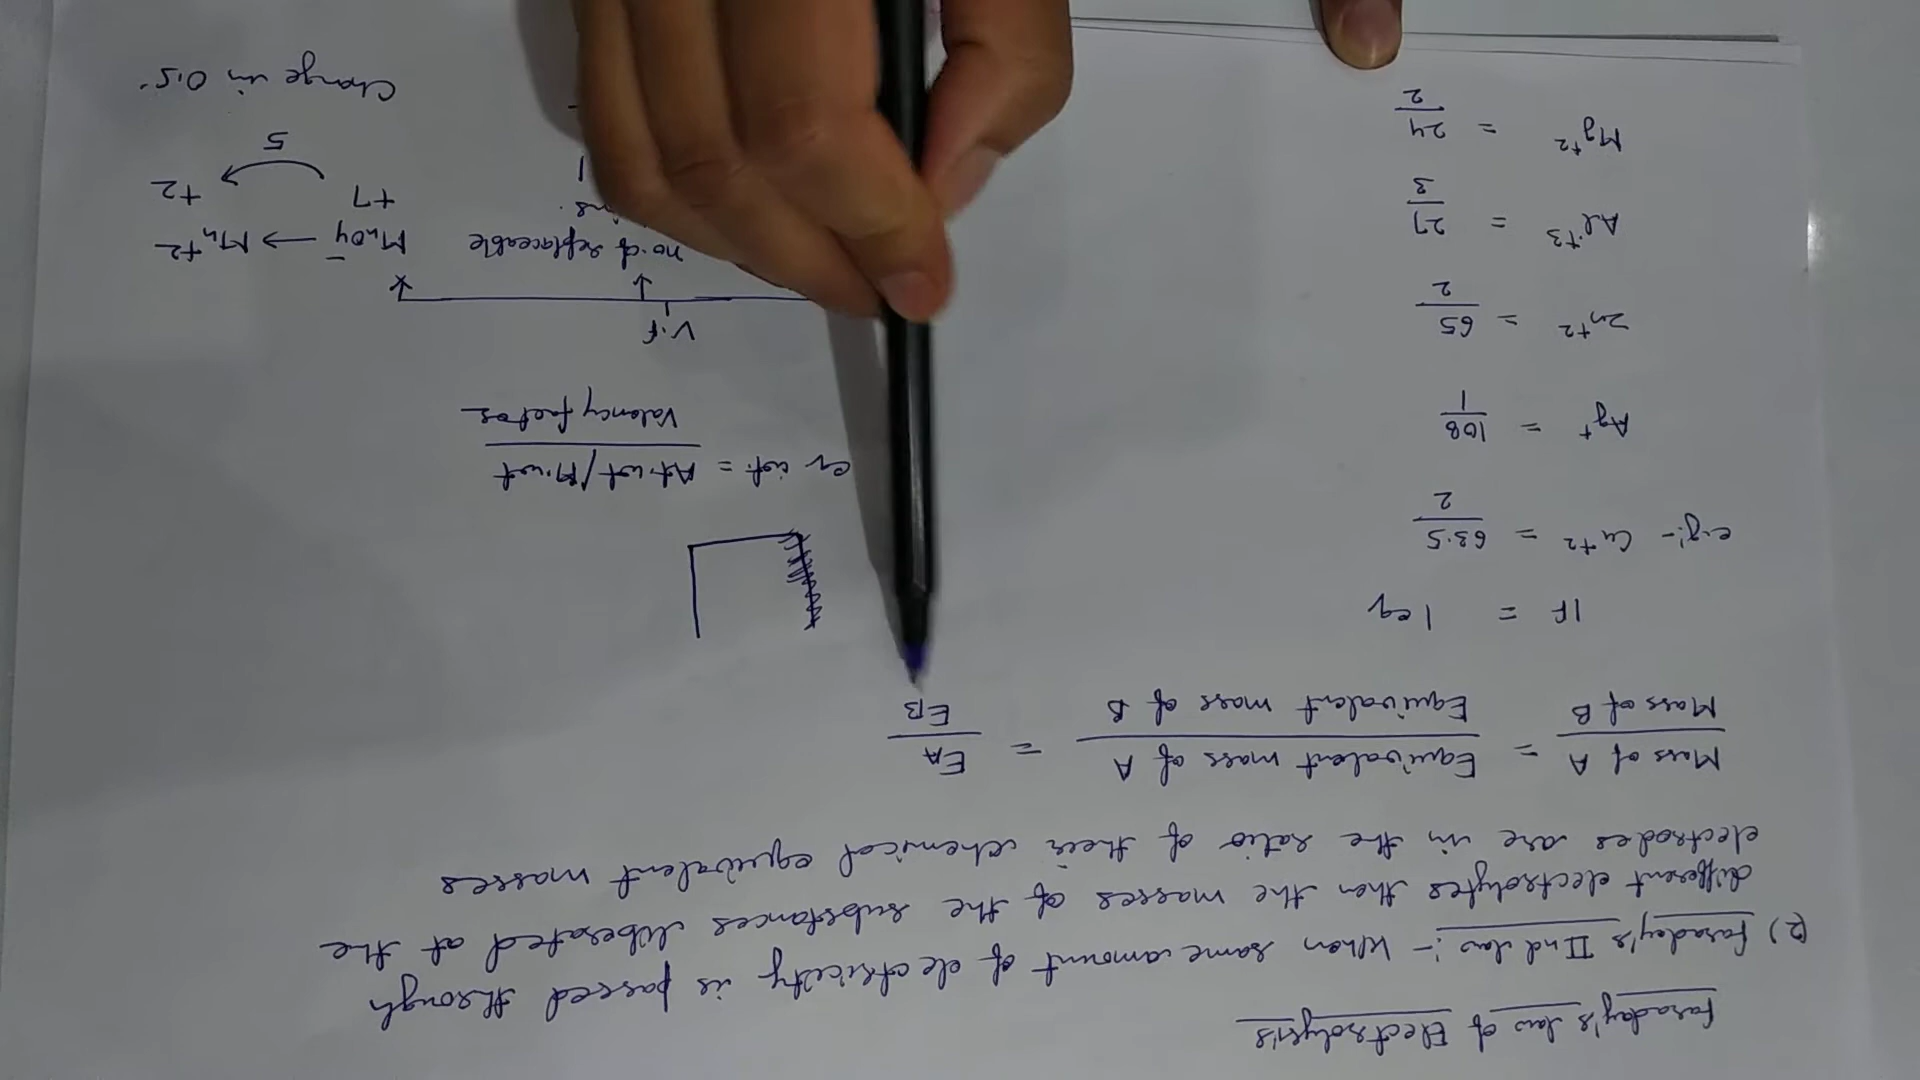 Faraday's law of Electrolysis
(2) Faraday's IInd law :- When same amount of electricity is passed through
different electrolytes then the masses of the substances liberated at the
electrodes are in the ratio of their chemical equivalent masses
Mass of A / Mass of B = Equivalent mass of A / Equivalent mass of B = EA / EB
1F = 1 eq
e.g:- Cu+2 = 63.5 / 2
Ag+ = 108 / 1
Zn+2 = 65 / 2
Al+3 = 27 / 3
Mg+2 = 24 / 2
eq wt. = At.wt/M.wt / Valency factor
V.f
no. of replaceable
MnO4- → Mn+2
+7 +2
5
Change in O.S.